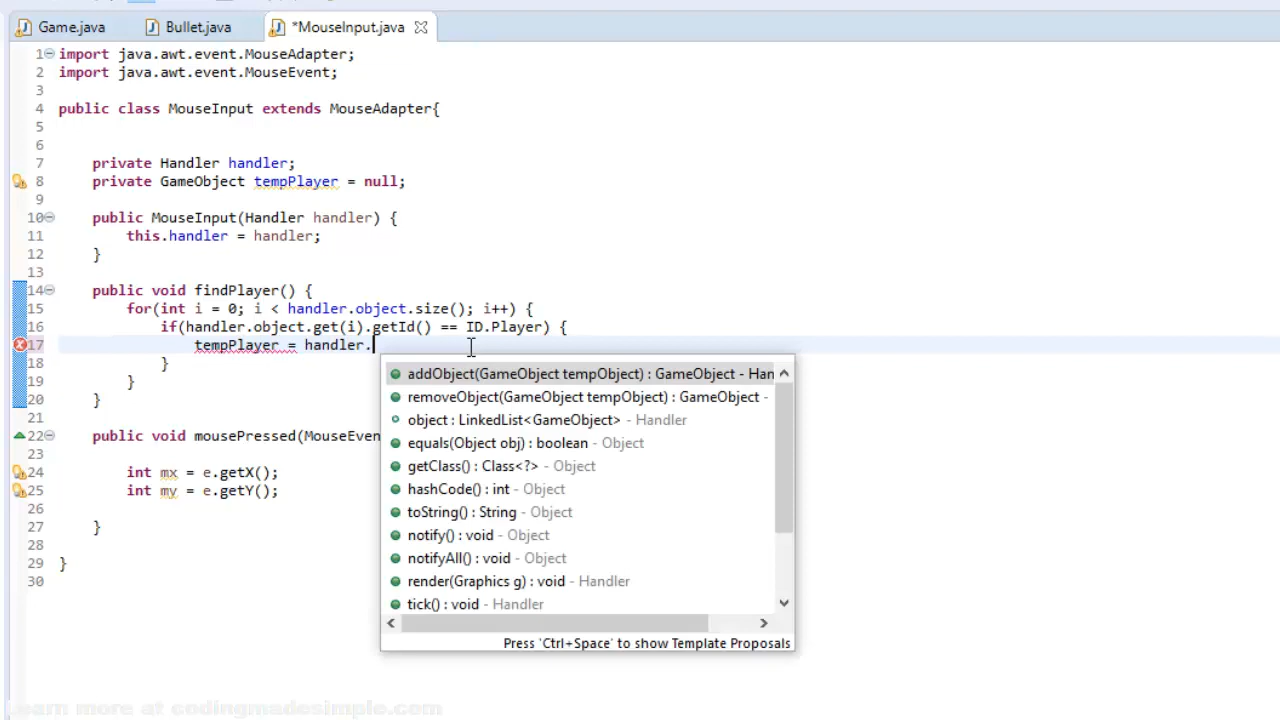 Game.java Bullet.java *MouseInput.java
1 import java.awt.event.MouseAdapter;
2 import java.awt.event.MouseEvent;
3
4 public class MouseInput extends MouseAdapter{
5
6
7 private Handler handler;
8 private GameObject tempPlayer = null;
9
10 public MouseInput(Handler handler) {
11 this.handler = handler;
12 }
13
14 public void findPlayer() {
15 for(int i = 0; i < handler.object.size(); i++) {
16 if(handler.object.get(i).getId() == ID.Player) {
17 tempPlayer = handler.
18 }
19 }
20 }
21
22 public void mousePressed(MouseEven
23
24 int mx = e.getX();
25 int my = e.getY();
26
27 }
28
29 }
30
addObject(GameObject tempObject) : GameObject - Han
removeObject(GameObject tempObject) : GameObject -
object : LinkedList<GameObject> - Handler
equals(Object obj) : boolean - Object
getClass() : Class<?> - Object
hashCode() : int - Object
toString() : String - Object
notify() : void - Object
notifyAll() : void - Object
render(Graphics g) : void - Handler
tick() : void - Handler
Press 'Ctrl+Space' to show Template Proposals
Learn more at codingmadesimple.com